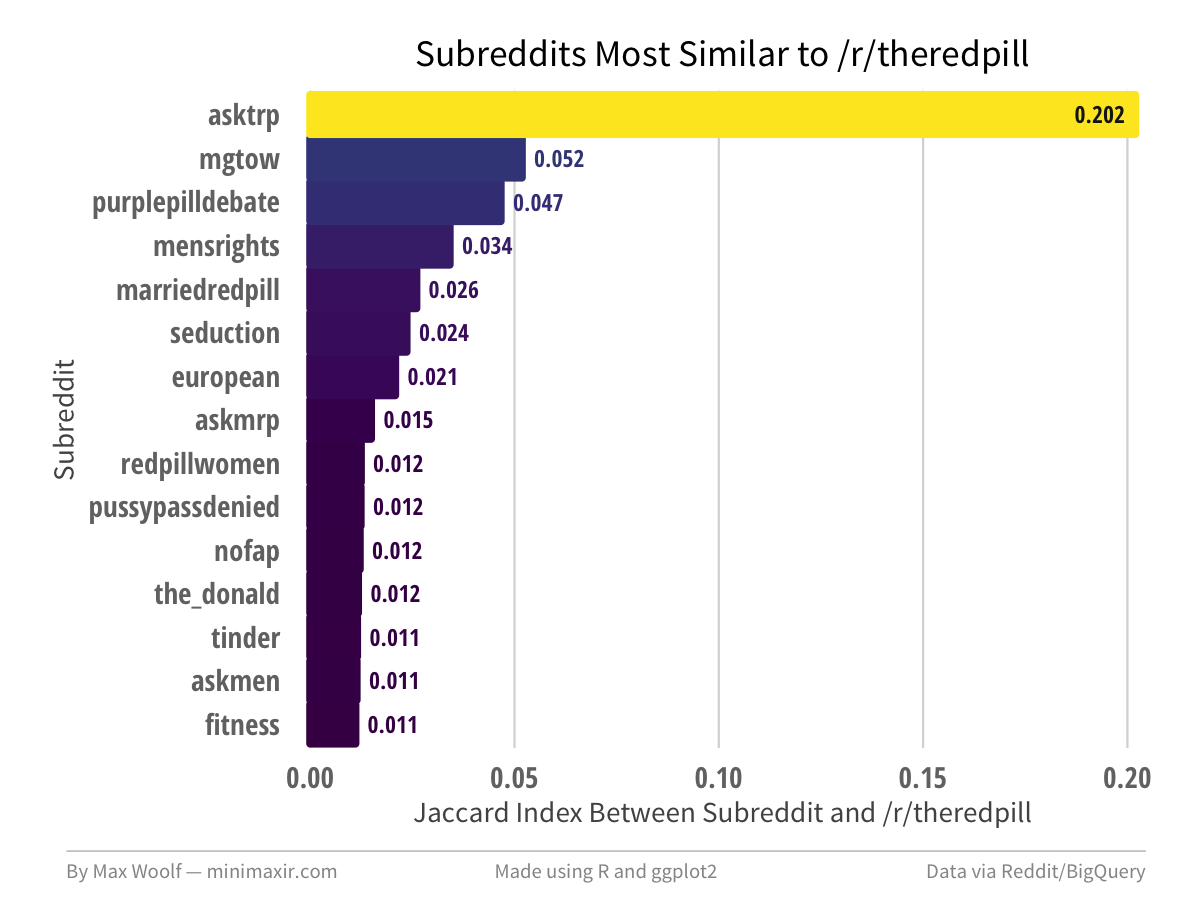 Subreddits Most Similar to /r/theredpill
asktrp 0.202
mgtow 0.052
purplepilldebate 0.047
mensrights 0.034
marriedredpill 0.026
seduction 0.024
european 0.021
askmrp 0.015
redpillwomen 0.012
pussypassdenied 0.012
nofap 0.012
the_donald 0.012
tinder 0.011
askmen 0.011
fitness 0.011
Subreddit
0.00 0.05 0.10 0.15 0.20
Jaccard Index Between Subreddit and /r/theredpill
By Max Woolf — minimaxir.com Made using R and ggplot2 Data via Reddit/BigQuery